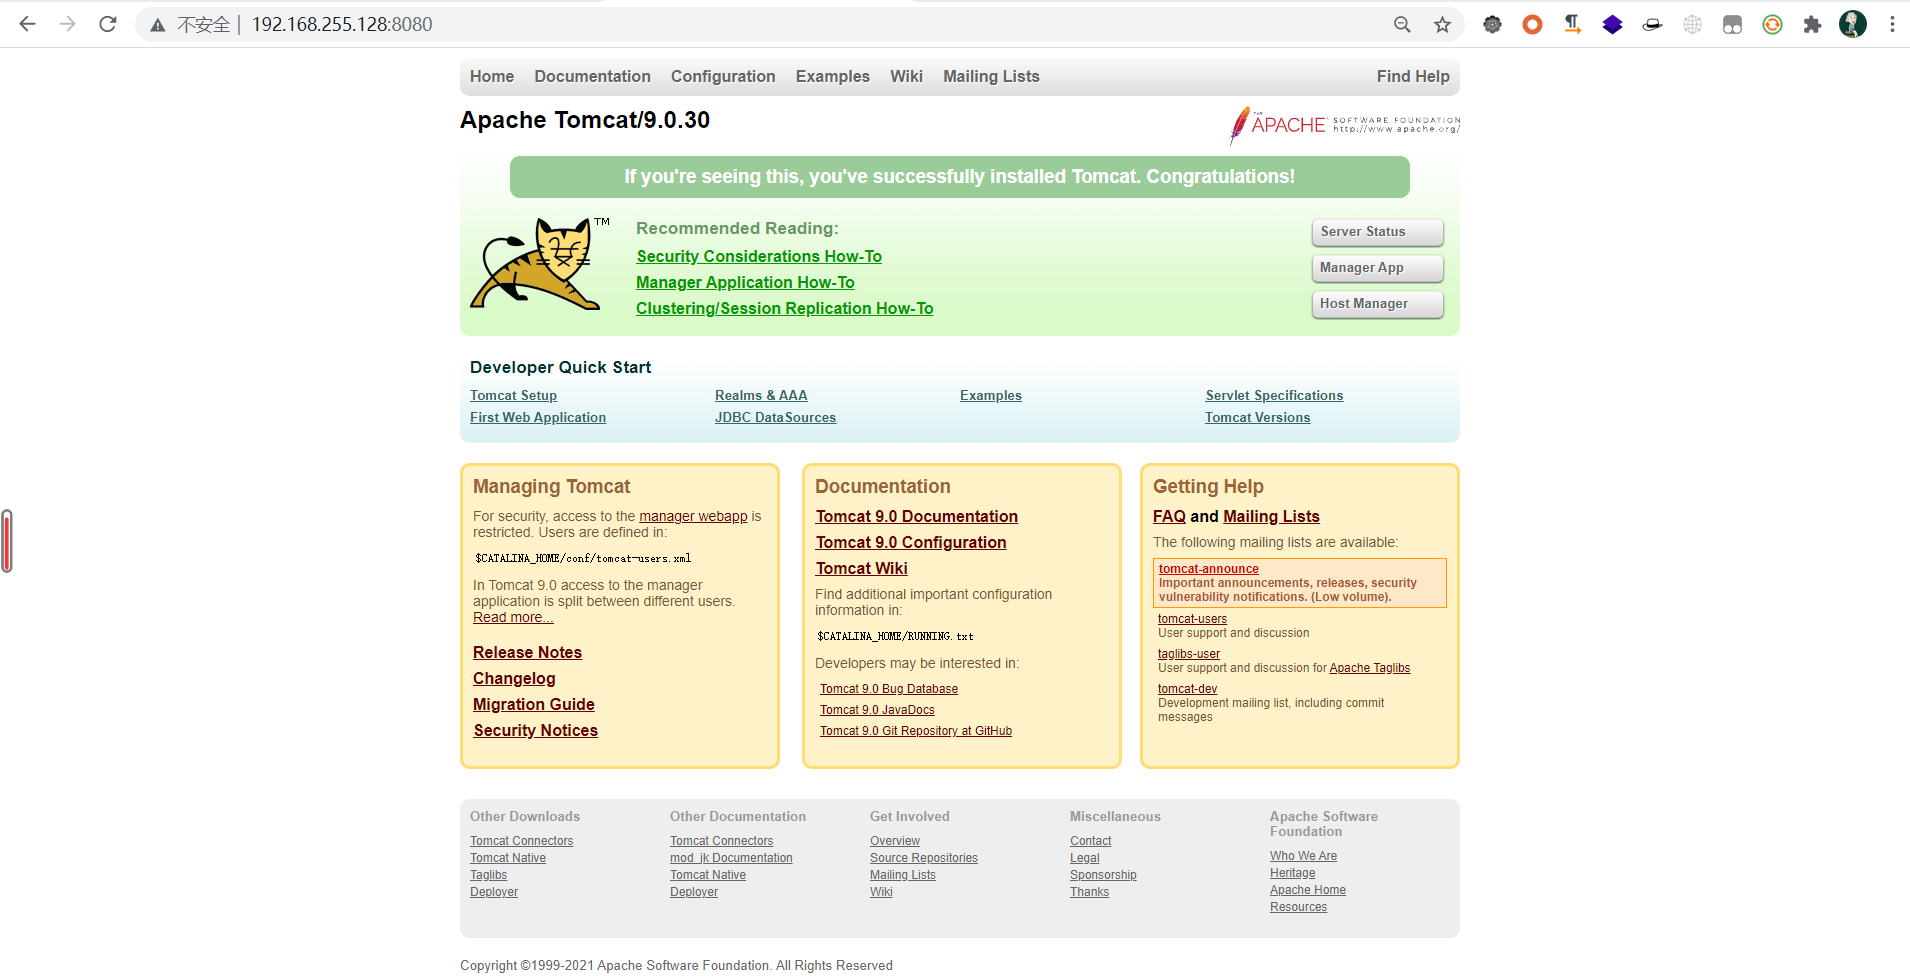 不安全 | 192.168.255.128:8080
Home Documentation Configuration Examples Wiki Mailing Lists Find Help
Apache Tomcat/9.0.30
THE APACHE SOFTWARE FOUNDATION
http://www.apache.org/
If you're seeing this, you've successfully installed Tomcat. Congratulations!
TM
Recommended Reading:
Security Considerations How-To
Manager Application How-To
Clustering/Session Replication How-To
Server Status
Manager App
Host Manager
Developer Quick Start
Tomcat Setup
First Web Application
Realms & AAA
JDBC DataSources
Examples
Servlet Specifications
Tomcat Versions
Managing Tomcat
For security, access to the manager webapp is
restricted. Users are defined in:
$CATALINA_HOME/conf/tomcat-users.xml
In Tomcat 9.0 access to the manager
application is split between different users.
Read more...
Release Notes
Changelog
Migration Guide
Security Notices
Documentation
Tomcat 9.0 Documentation
Tomcat 9.0 Configuration
Tomcat Wiki
Find additional important configuration
information in:
$CATALINA_HOME/RUNNING.txt
Developers may be interested in:
Tomcat 9.0 Bug Database
Tomcat 9.0 JavaDocs
Tomcat 9.0 Git Repository at GitHub
Getting Help
FAQ and Mailing Lists
The following mailing lists are available:
tomcat-announce
Important announcements, releases, security
vulnerability notifications. (Low volume).
tomcat-users
User support and discussion
taglibs-user
User support and discussion for Apache Taglibs
tomcat-dev
Development mailing list, including commit
messages
Other Downloads
Tomcat Connectors
Tomcat Native
Taglibs
Deployer
Other Documentation
Tomcat Connectors
mod_jk Documentation
Tomcat Native
Deployer
Get Involved
Overview
Source Repositories
Mailing Lists
Wiki
Miscellaneous
Contact
Legal
Sponsorship
Thanks
Apache Software
Foundation
Who We Are
Heritage
Apache Home
Resources
Copyright ©1999-2021 Apache Software Foundation. All Rights Reserved